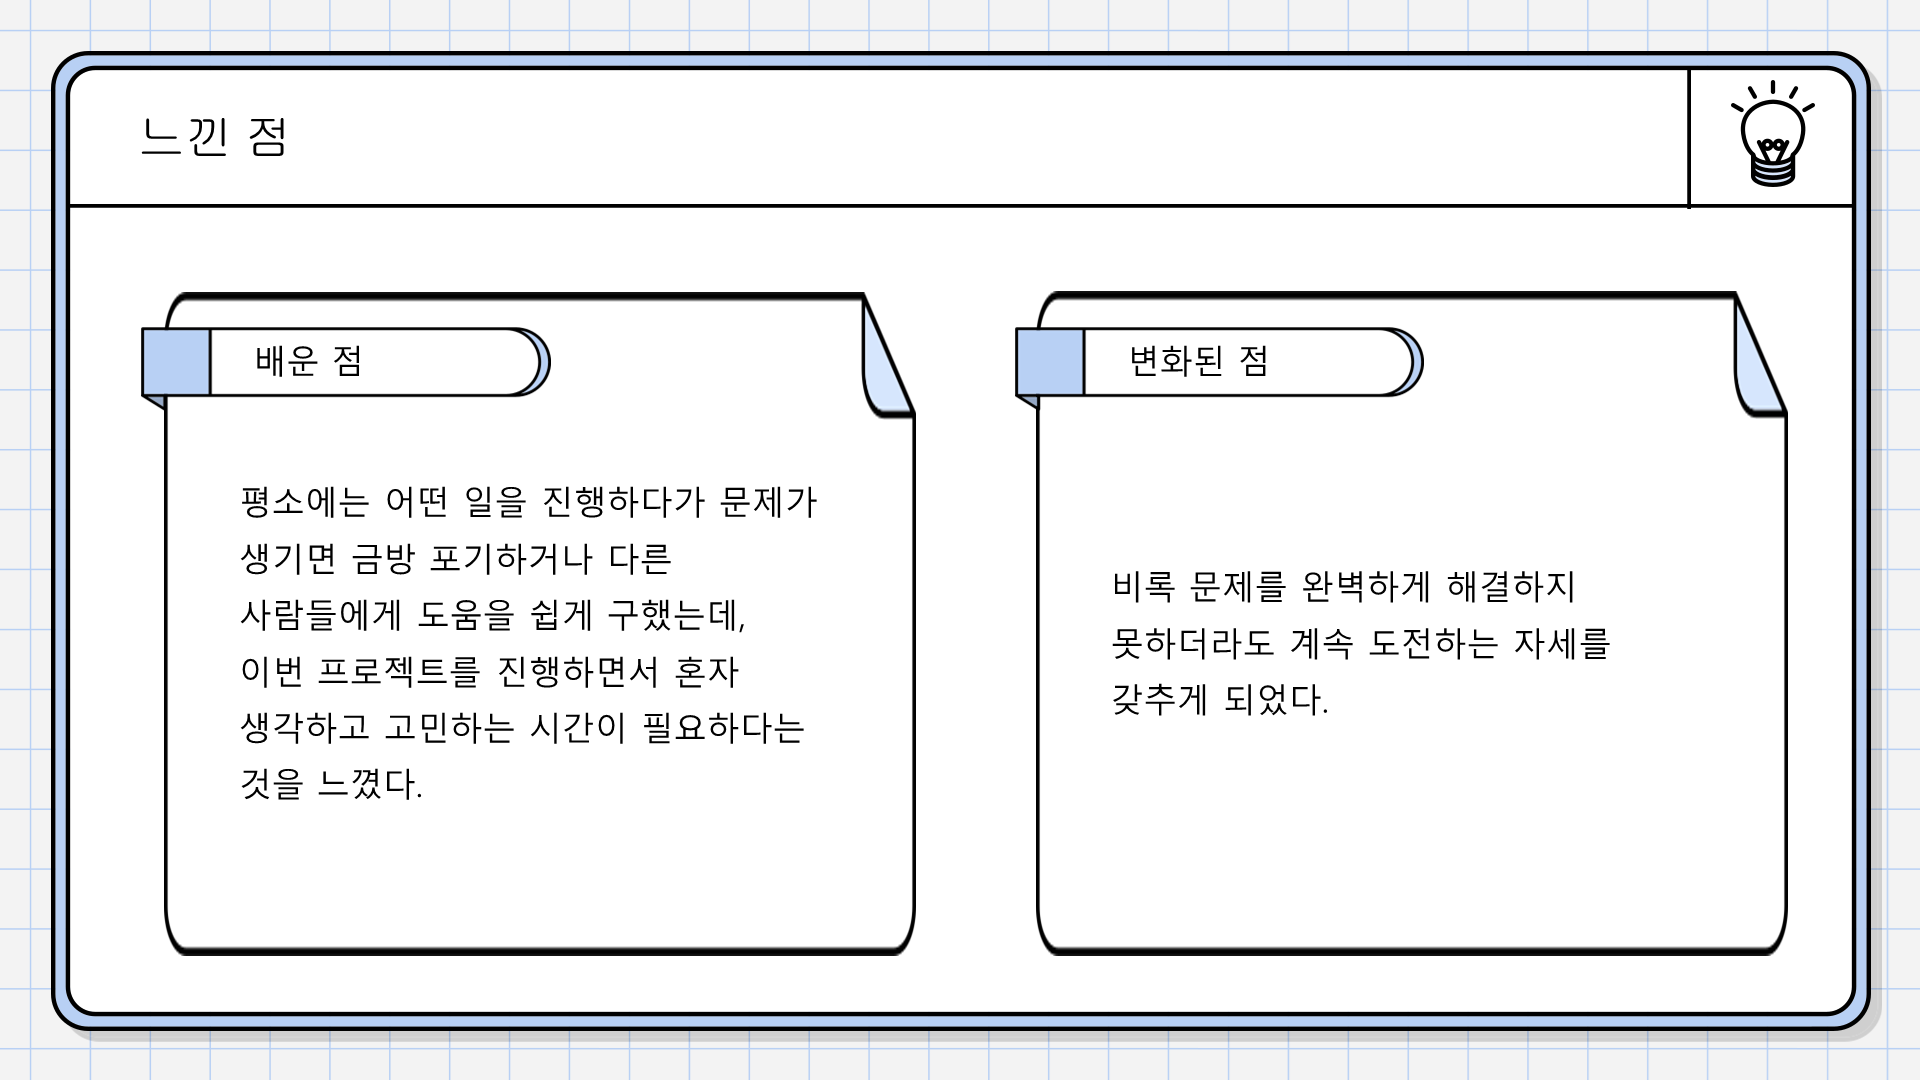 느낀 점
배운 점
평소에는 어떤 일을 진행하다가 문제가
생기면 금방 포기하거나 다른
사람들에게 도움을 쉽게 구했는데,
이번 프로젝트를 진행하면서 혼자
생각하고 고민하는 시간이 필요하다는
것을 느꼈다.
변화된 점
비록 문제를 완벽하게 해결하지
못하더라도 계속 도전하는 자세를
갖추게 되었다.